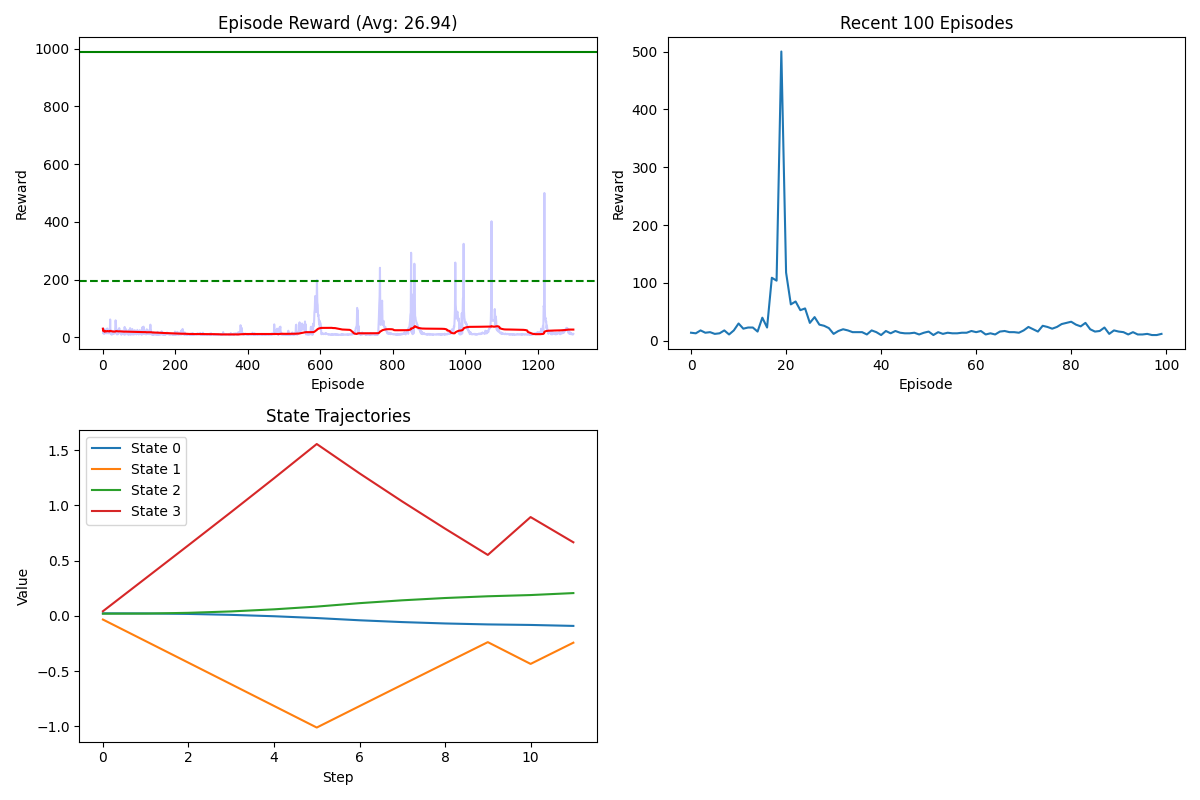 Episode Reward (Avg: 26.94)
Reward
1000
800
600
400
200
0
0 200 400 600 800 1000 1200
Episode
Recent 100 Episodes
Reward
500
400
300
200
100
0
0 20 40 60 80 100
Episode
State Trajectories
Value
1.5
1.0
0.5
0.0
−0.5
−1.0
State 0
State 1
State 2
State 3
0 2 4 6 8 10
Step